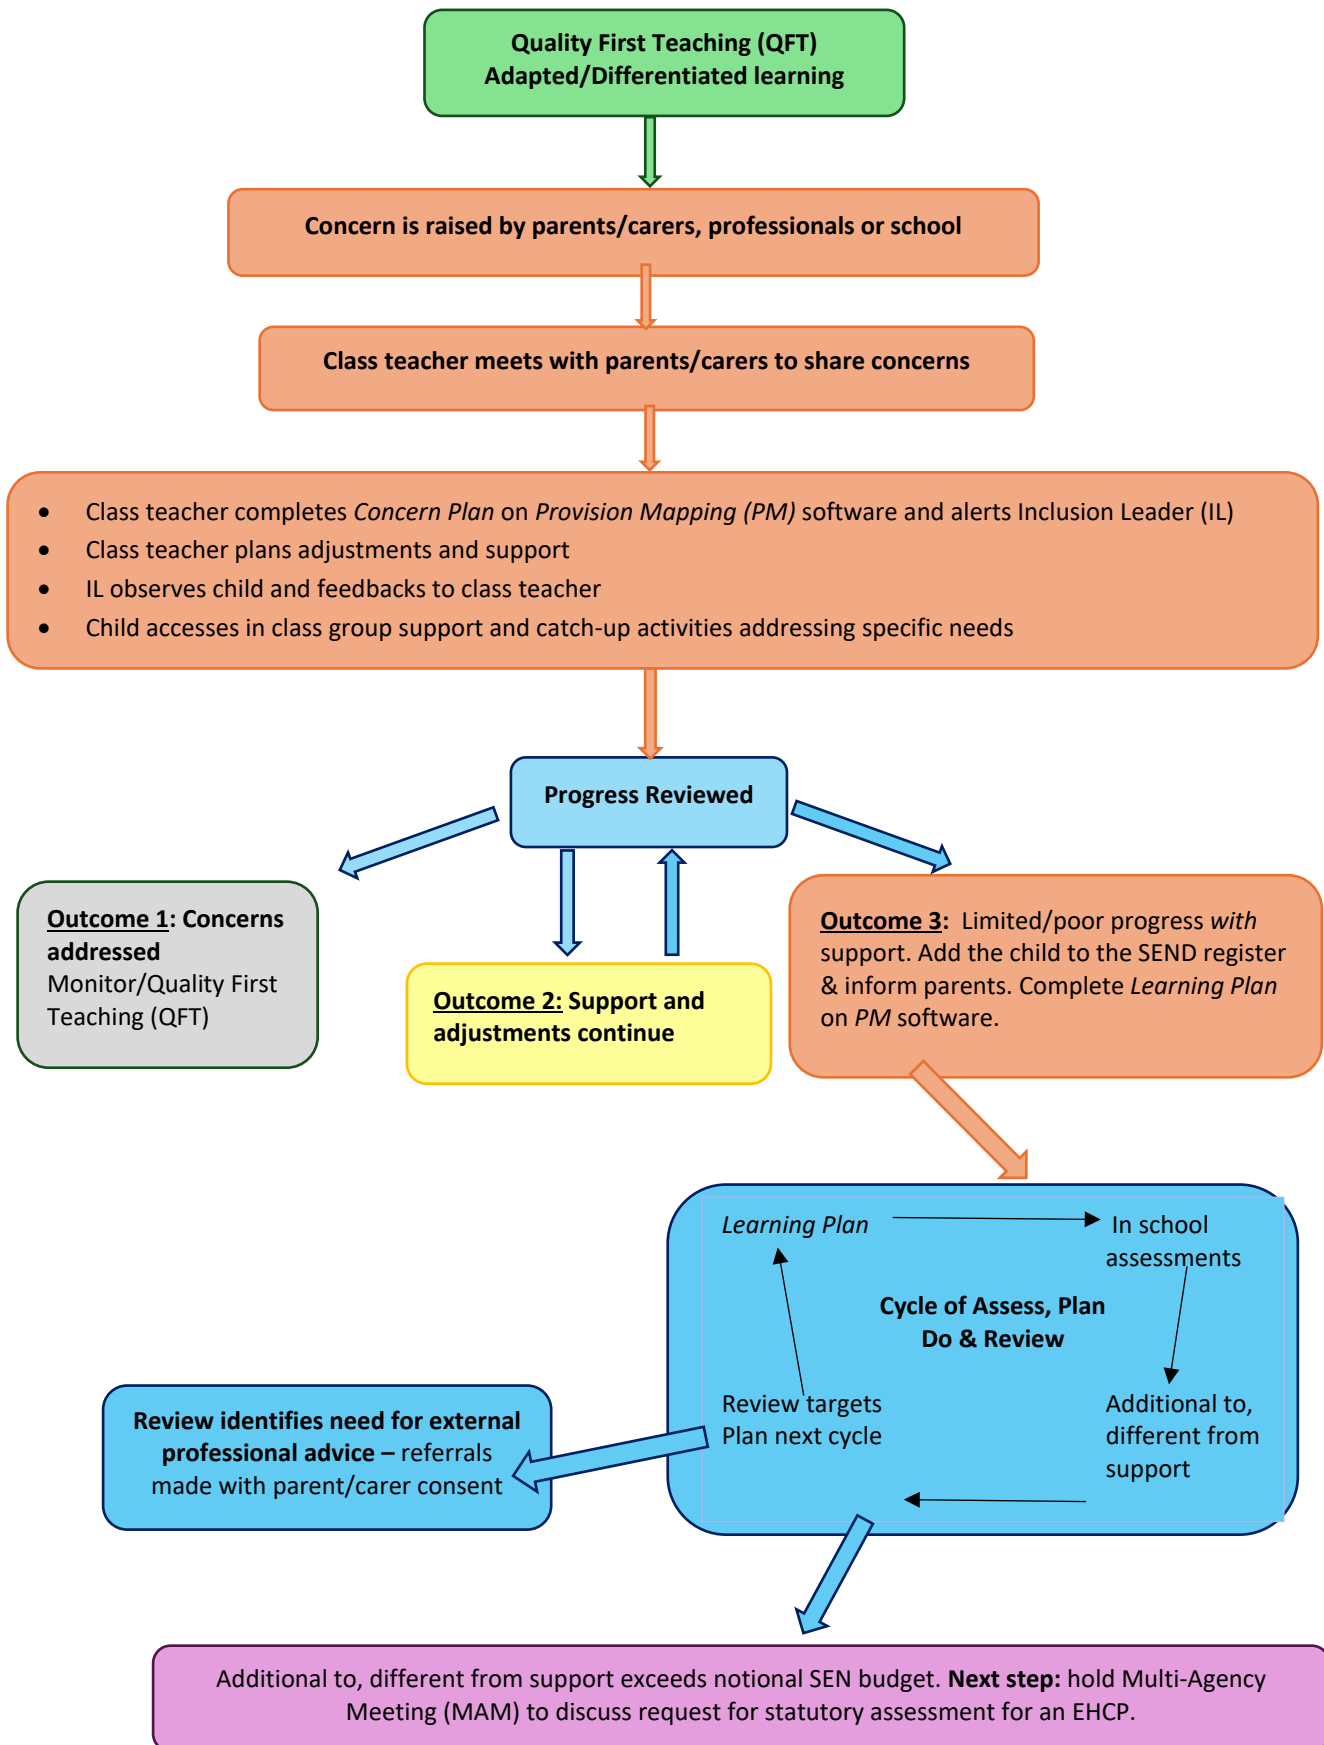 Quality First Teaching (QFT)
Adapted/Differentiated learning
Concern is raised by parents/carers, professionals or school
Class teacher meets with parents/carers to share concerns
• Class teacher completes Concern Plan on Provision Mapping (PM) software and alerts Inclusion Leader (IL)
• Class teacher plans adjustments and support
• IL observes child and feedbacks to class teacher
• Child accesses in class group support and catch-up activities addressing specific needs
Progress Reviewed
Outcome 1: Concerns
addressed
Monitor/Quality First
Teaching (QFT)
Outcome 2: Support and
adjustments continue
Outcome 3: Limited/poor progress with
support. Add the child to the SEND register
& inform parents. Complete Learning Plan
on PM software.
Learning Plan
In school
assessments
Cycle of Assess, Plan
Do & Review
Additional to,
different from
support
Review targets
Plan next cycle
Review identifies need for external
professional advice – referrals
made with parent/carer consent
Additional to, different from support exceeds notional SEN budget. Next step: hold Multi-Agency
Meeting (MAM) to discuss request for statutory assessment for an EHCP.